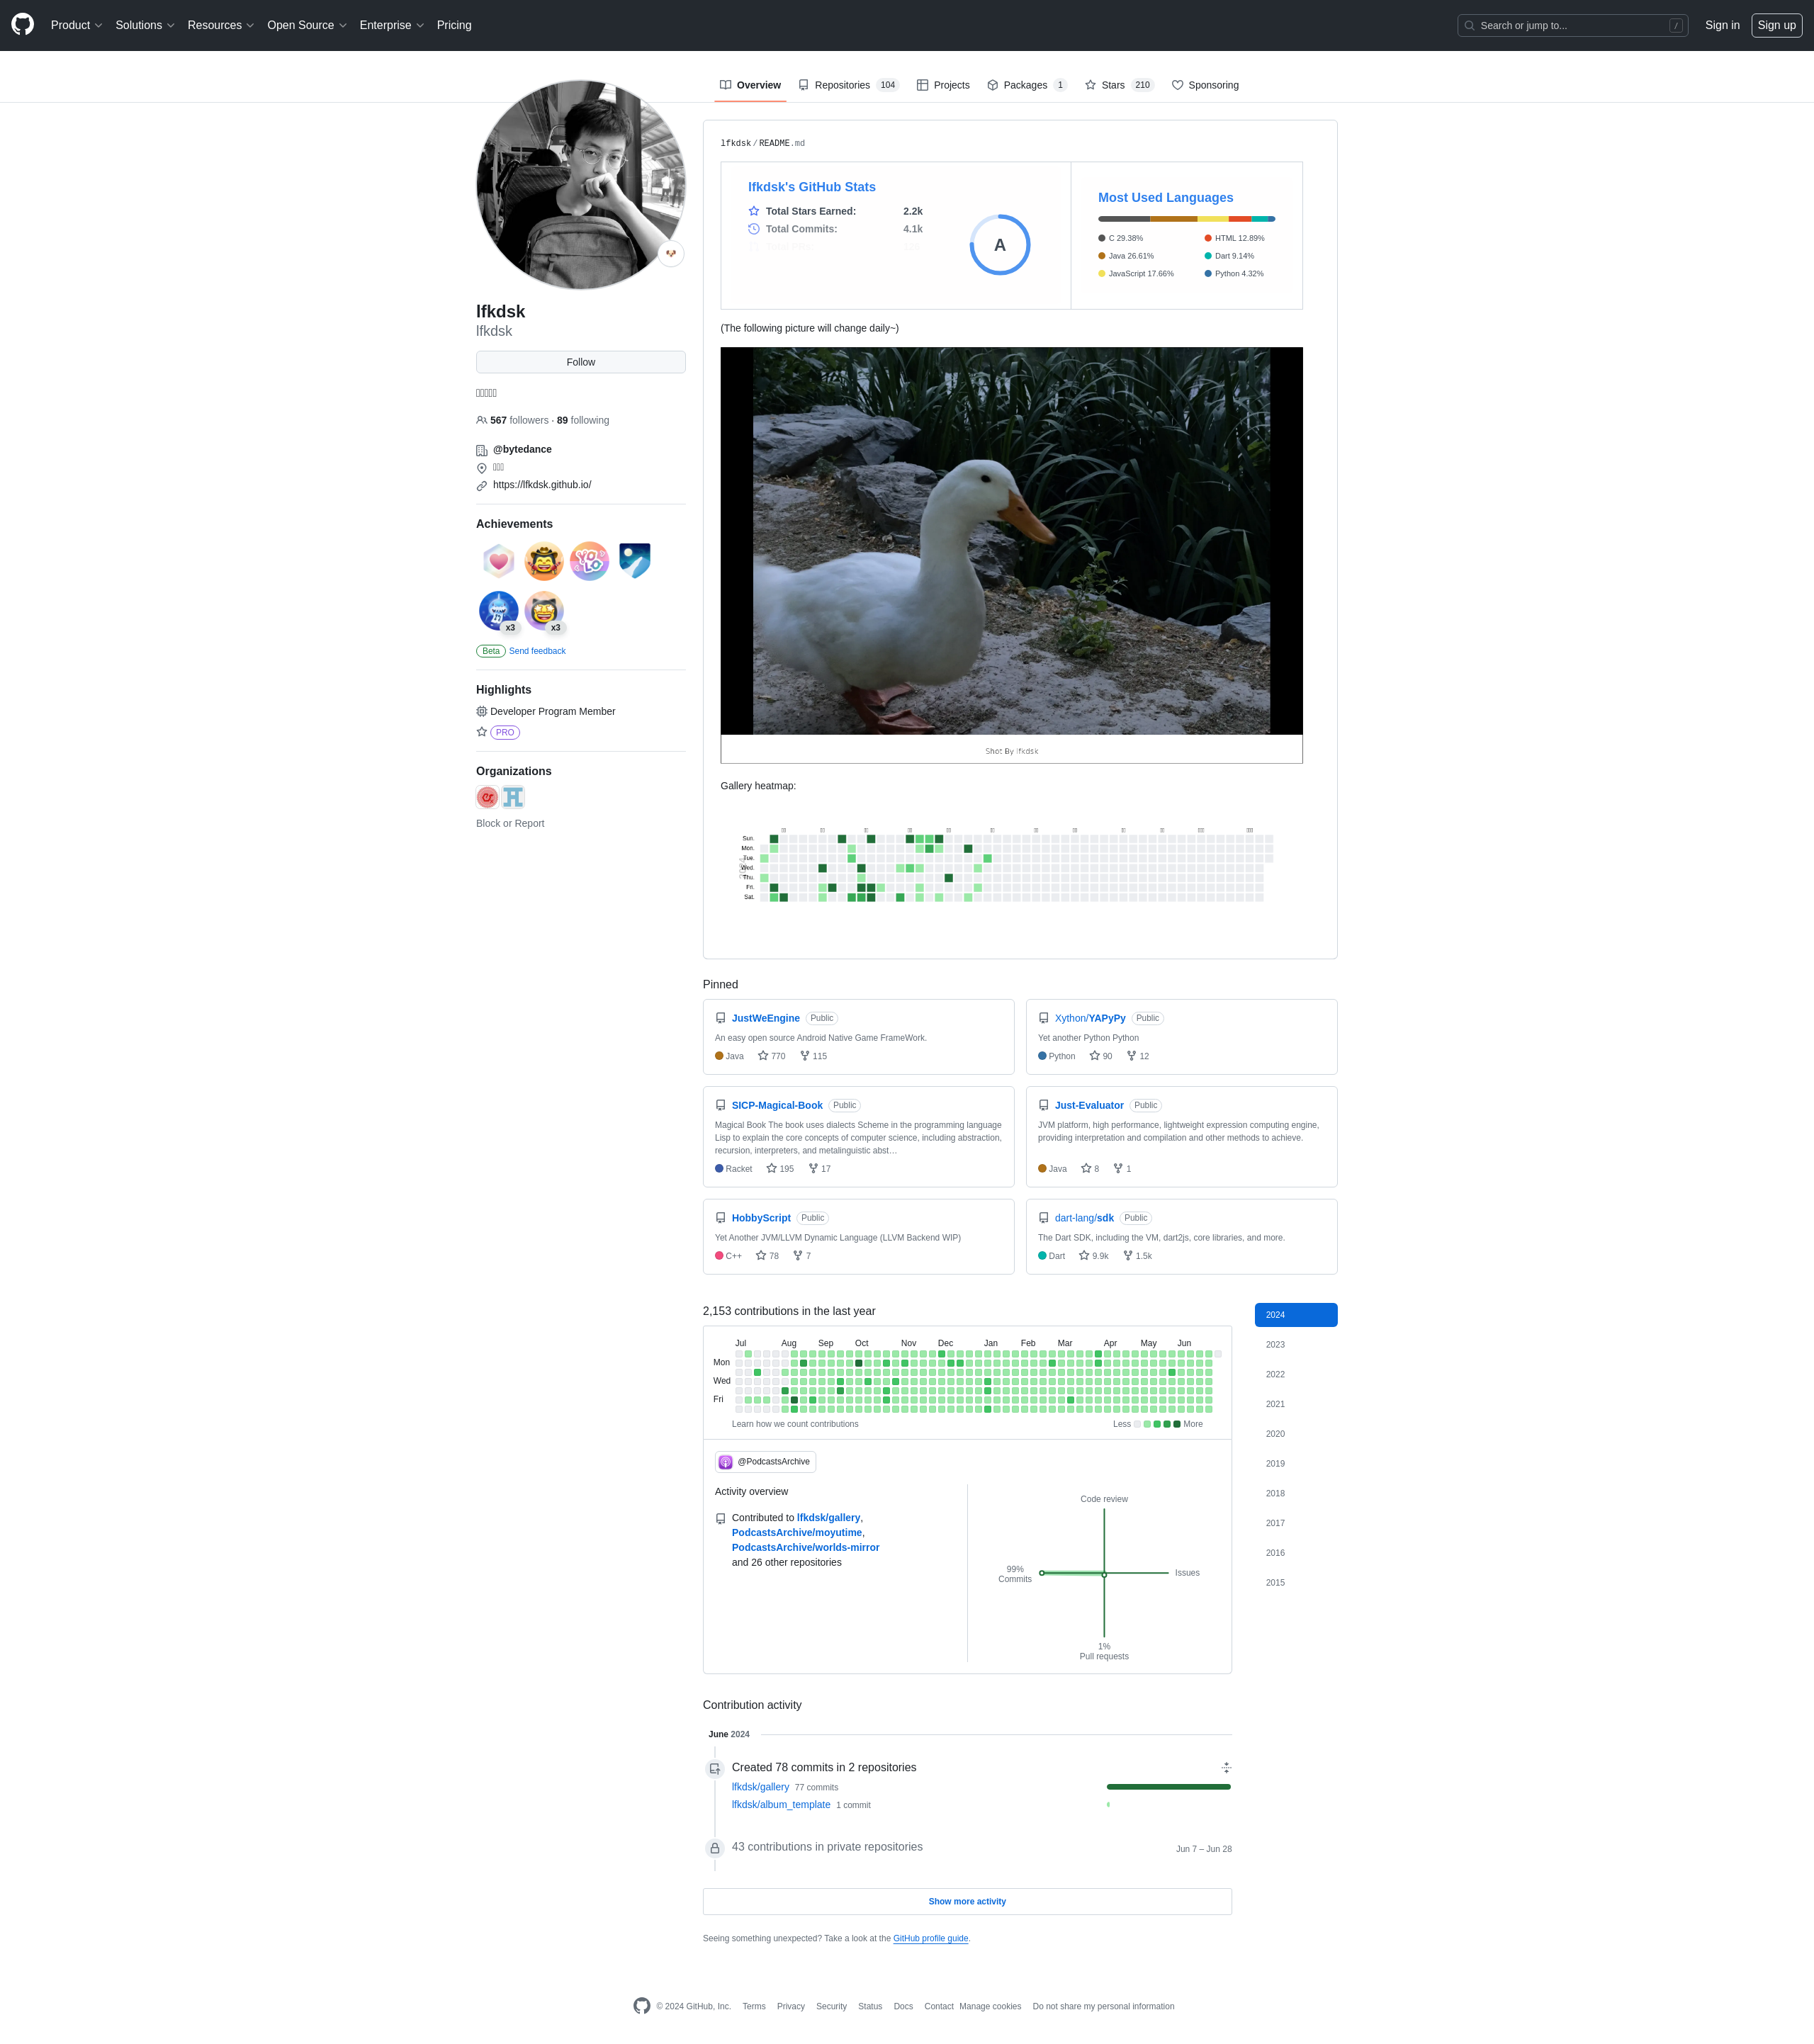 Product Solutions Resources Open Source Enterprise Pricing Search or jump to... / Sign in Sign up
Overview Repositories 104 Projects Packages 1 Stars 210 Sponsoring
lfkdsk
lfkdsk
Follow
567 followers · 89 following
@bytedance
https://lfkdsk.github.io/
Achievements
YOLO
x3 x3
Beta Send feedback
Highlights
Developer Program Member
PRO
Organizations
Block or Report
lfkdsk/README.md
lfkdsk's GitHub Stats
Total Stars Earned: 2.2k
Total Commits: 4.1k
A
Most Used Languages
C 29.38% HTML 12.89%
Java 26.61% Dart 9.14%
JavaScript 17.66% Python 4.32%
(The following picture will change daily~)
Shot By lfkdsk
Gallery heatmap:
Sun.
Mon.
Tue.
Wed.
Thu.
Fri.
Sat.
Pinned
JustWeEngine Public
An easy open source Android Native Game FrameWork.
Java 770 115
Xython/YAPyPy Public
Yet another Python Python
Python 90 12
SICP-Magical-Book Public
Magical Book The book uses dialects Scheme in the programming language
Lisp to explain the core concepts of computer science, including abstraction,
recursion, interpreters, and metalinguistic abst…
Racket 195 17
Just-Evaluator Public
JVM platform, high performance, lightweight expression computing engine,
providing interpretation and compilation and other methods to achieve.
Java 8 1
HobbyScript Public
Yet Another JVM/LLVM Dynamic Language (LLVM Backend WIP)
C++ 78 7
dart-lang/sdk Public
The Dart SDK, including the VM, dart2js, core libraries, and more.
Dart 9.9k 1.5k
2,153 contributions in the last year
Jul Aug Sep Oct Nov Dec Jan Feb Mar Apr May Jun
Mon
Wed
Fri
Learn how we count contributions Less More
@PodcastsArchive
Activity overview
Contributed to lfkdsk/gallery,
PodcastsArchive/moyutime,
PodcastsArchive/worlds-mirror
and 26 other repositories
Code review
99%
Commits
Issues
1%
Pull requests
2024
2023
2022
2021
2020
2019
2018
2017
2016
2015
Contribution activity
June 2024
Created 78 commits in 2 repositories
lfkdsk/gallery 77 commits
lfkdsk/album_template 1 commit
43 contributions in private repositories Jun 7 – Jun 28
Show more activity
Seeing something unexpected? Take a look at the GitHub profile guide.
© 2024 GitHub, Inc. Terms Privacy Security Status Docs Contact Manage cookies Do not share my personal information